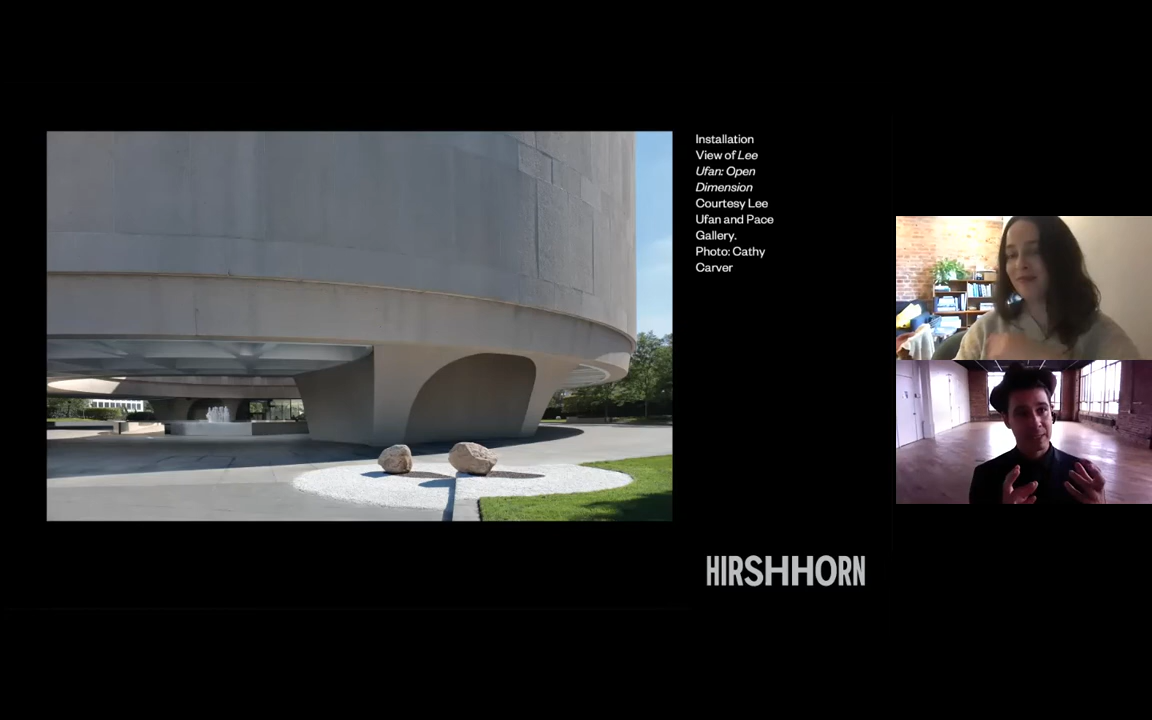 Installation
View of Lee
Ufan: Open
Dimension
Courtesy Lee
Ufan and Pace
Gallery.
Photo: Cathy
Carver
HIRSHHORN